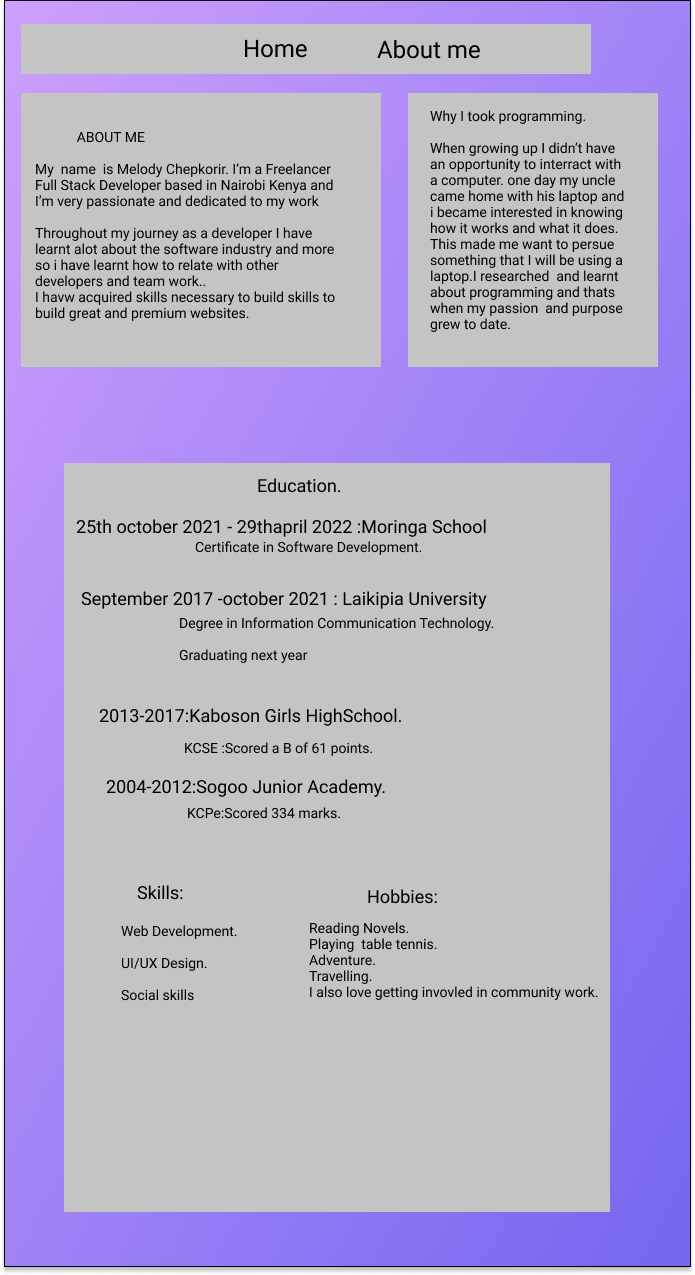 Home About me
ABOUT ME
My name is Melody Chepkorir. I'm a Freelancer
Full Stack Developer based in Nairobi Kenya and
I'm very passionate and dedicated to my work
Throughout my journey as a developer I have
learnt alot about the software industry and more
so i have learnt how to relate with other
developers and team work..
I havw acquired skills necessary to build skills to
build great and premium websites.
Why I took programming.
When growing up I didn't have
an opportunity to interract with
a computer. one day my uncle
came home with his laptop and
i became interested in knowing
how it works and what it does.
This made me want to persue
something that I will be using a
laptop.I researched and learnt
about programming and thats
when my passion and purpose
grew to date.
Education.
25th october 2021 - 29thapril 2022 :Moringa School
Certificate in Software Development.
September 2017 -october 2021 : Laikipia University
Degree in Information Communication Technology.
Graduating next year
2013-2017:Kaboson Girls HighSchool.
KCSE :Scored a B of 61 points.
2004-2012:Sogoo Junior Academy.
KCPe:Scored 334 marks.
Skills:
Web Development.
UI/UX Design.
Social skills
Hobbies:
Reading Novels.
Playing table tennis.
Adventure.
Travelling.
I also love getting invovled in community work.